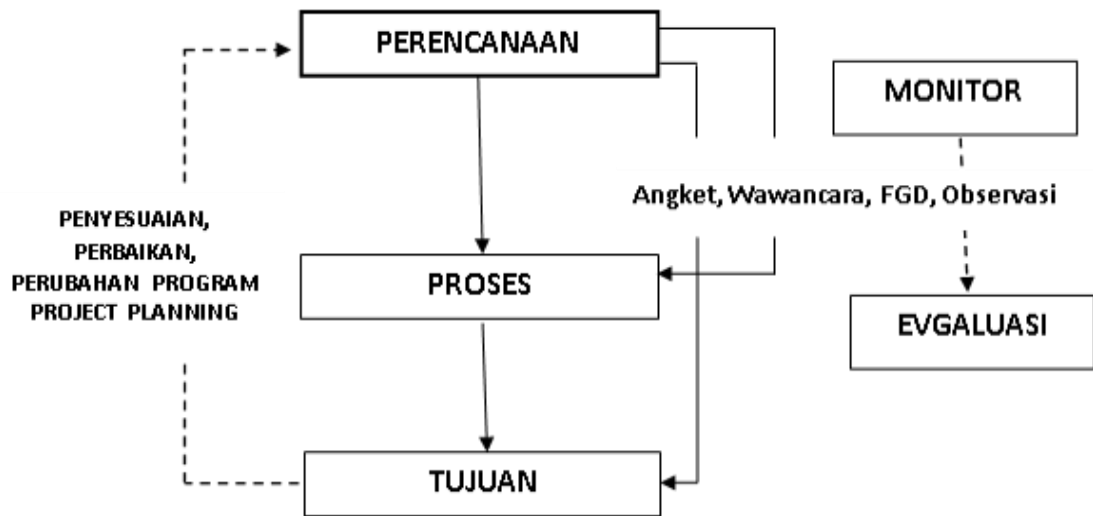 PERENCANAAN
MONITOR
Angket, Wawancara, FGD, Observasi
PENYESUAIAN,
PERBAIKAN,
PERUBAHAN PROGRAM
PROJECT PLANNING
PROSES
EVGALUASI
TUJUAN